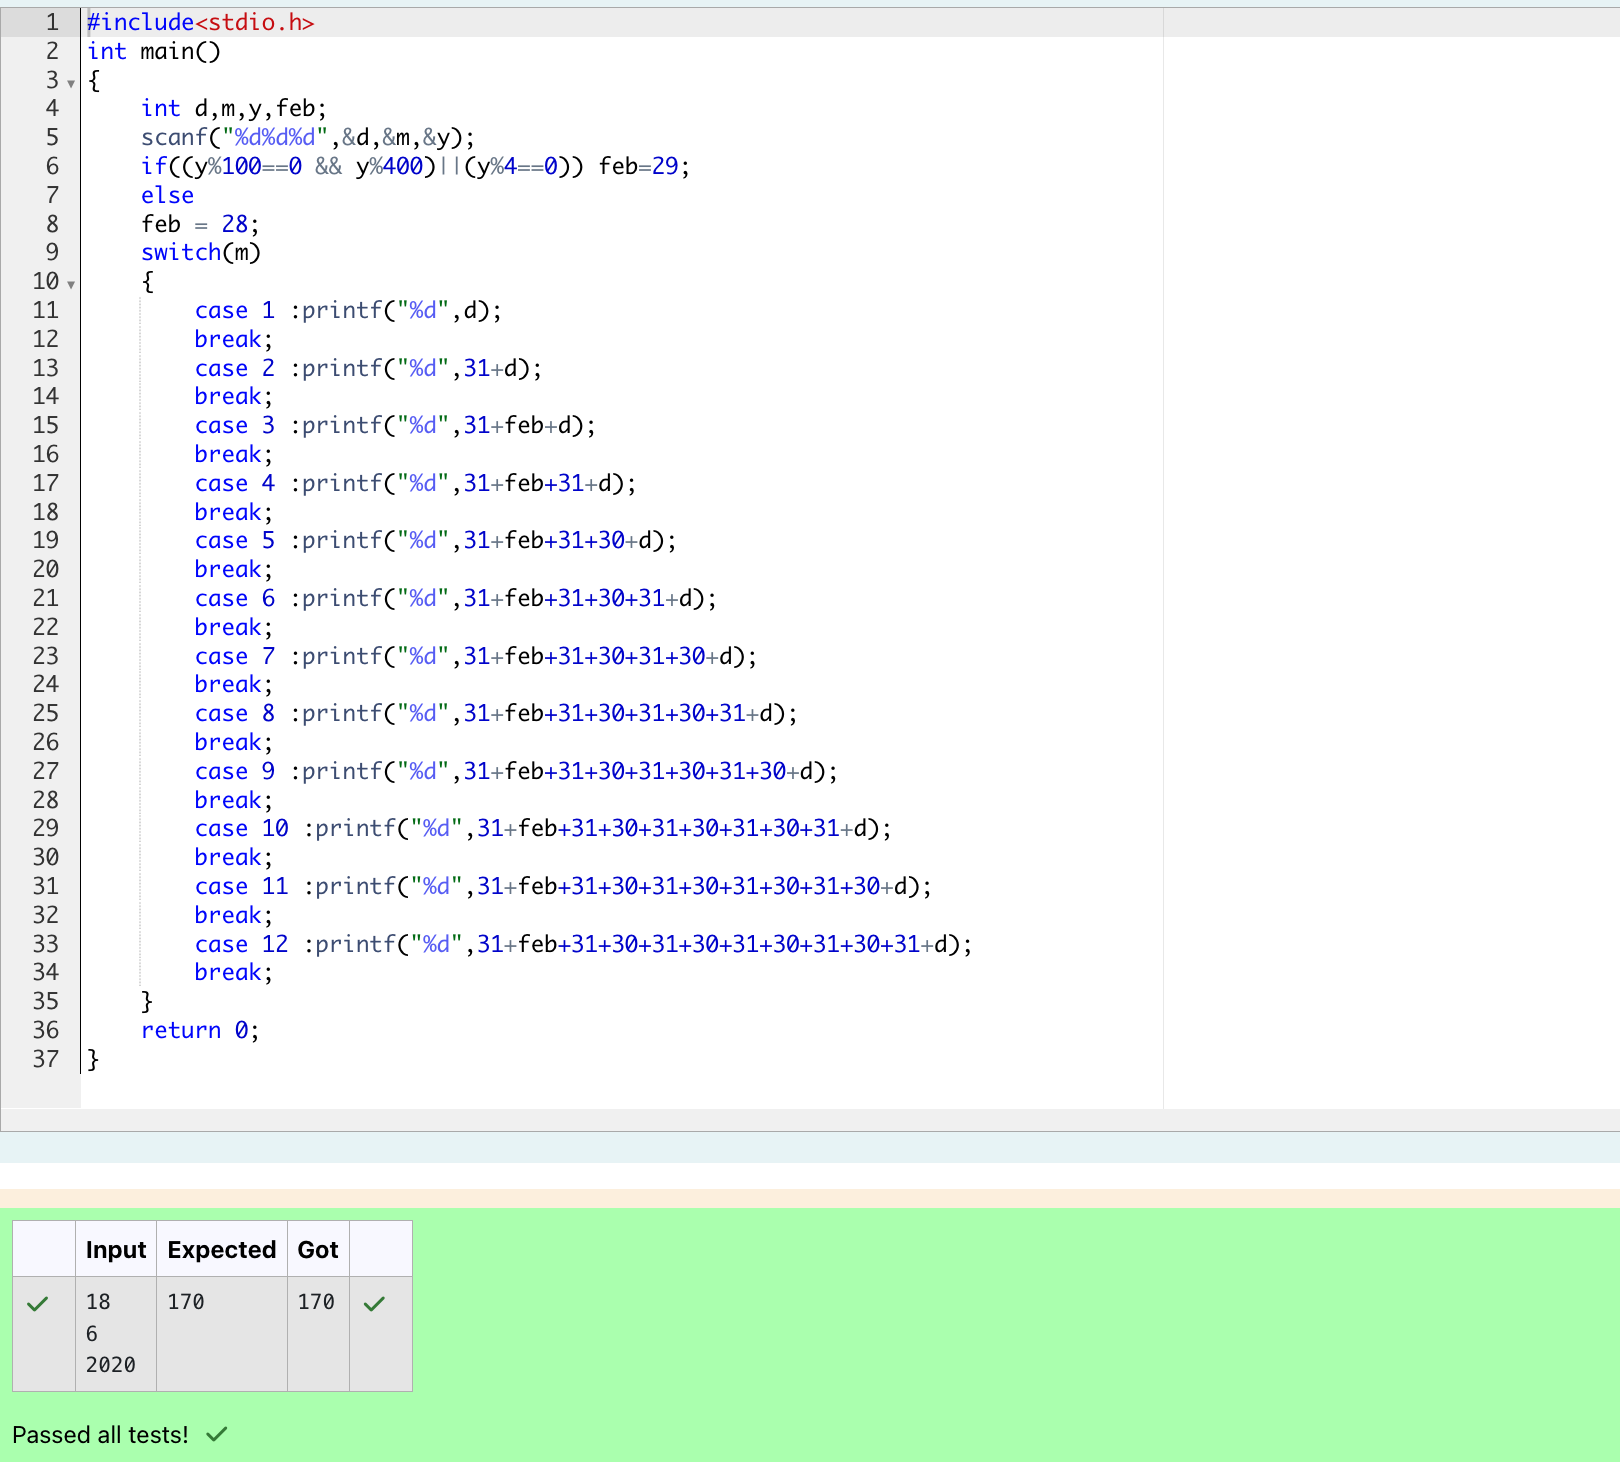 1 #include<stdio.h>
2 int main()
3 {
4     int d,m,y,feb;
5     scanf("%d%d%d",&d,&m,&y);
6     if((y%100==0 && y%400)||(y%4==0)) feb=29;
7     else
8     feb = 28;
9     switch(m)
10     {
11         case 1 :printf("%d",d);
12         break;
13         case 2 :printf("%d",31+d);
14         break;
15         case 3 :printf("%d",31+feb+d);
16         break;
17         case 4 :printf("%d",31+feb+31+d);
18         break;
19         case 5 :printf("%d",31+feb+31+30+d);
20         break;
21         case 6 :printf("%d",31+feb+31+30+31+d);
22         break;
23         case 7 :printf("%d",31+feb+31+30+31+30+d);
24         break;
25         case 8 :printf("%d",31+feb+31+30+31+30+31+d);
26         break;
27         case 9 :printf("%d",31+feb+31+30+31+30+31+30+d);
28         break;
29         case 10 :printf("%d",31+feb+31+30+31+30+31+30+31+d);
30         break;
31         case 11 :printf("%d",31+feb+31+30+31+30+31+30+31+30+d);
32         break;
33         case 12 :printf("%d",31+feb+31+30+31+30+31+30+31+30+31+d);
34         break;
35     }
36     return 0;
37 }
Input Expected Got
18 170 170
6
2020
Passed all tests!